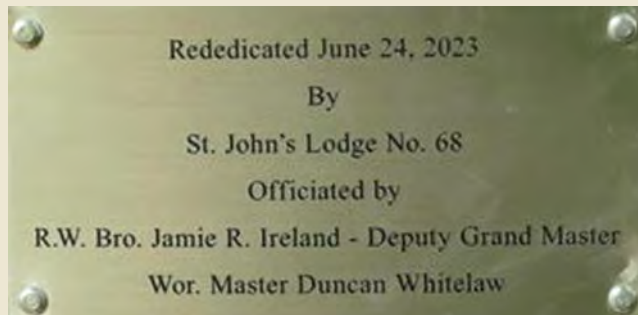 Rededicated June 24, 2023
By
St. John's Lodge No. 68
Officiated by
R.W. Bro. Jamie R. Ireland - Deputy Grand Master
Wor. Master Duncan Whitelaw